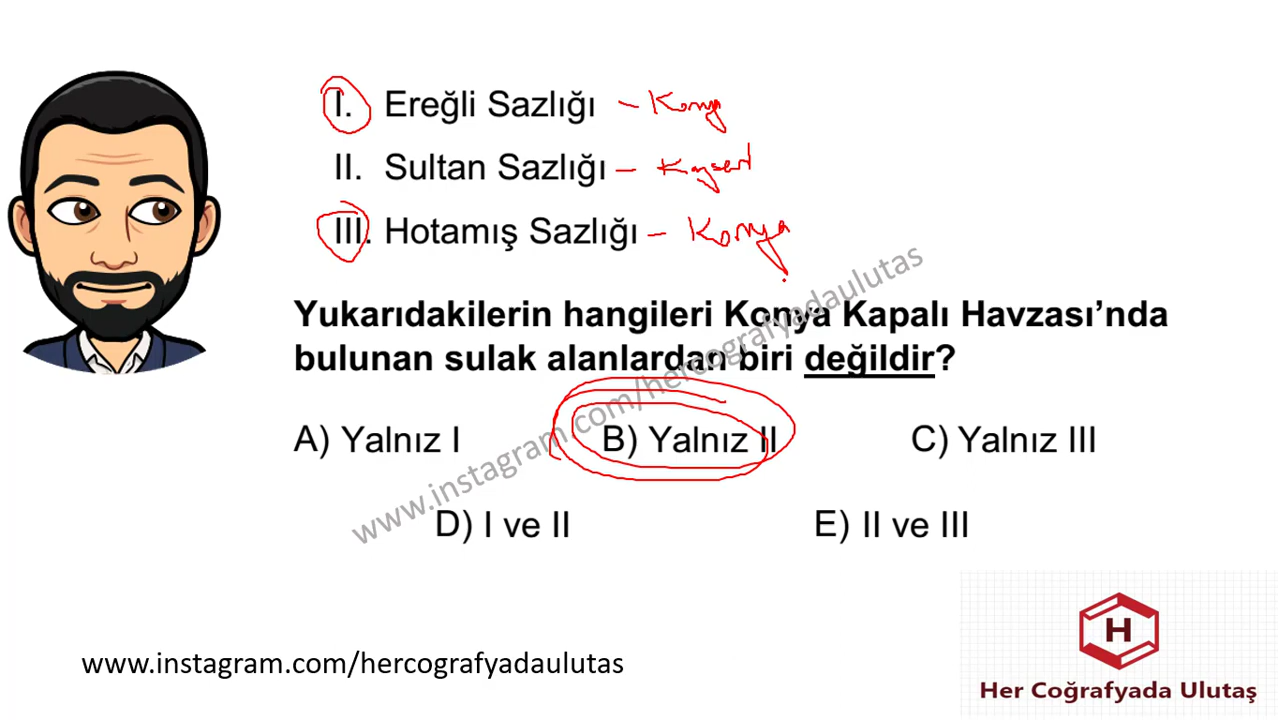 I. Ereğli Sazlığı – Konya
II. Sultan Sazlığı – Kayseri
III. Hotamış Sazlığı – Konya
Yukarıdakilerin hangileri Konya Kapalı Havzası’nda
bulunan sulak alanlardan biri değildir?
A) Yalnız I B) Yalnız II C) Yalnız III
D) I ve II E) II ve III
www.instagram.com/hercografyadaulutas
www.instagram.com/hercografyadaulutas
H
Her Coğrafyada Ulutaş